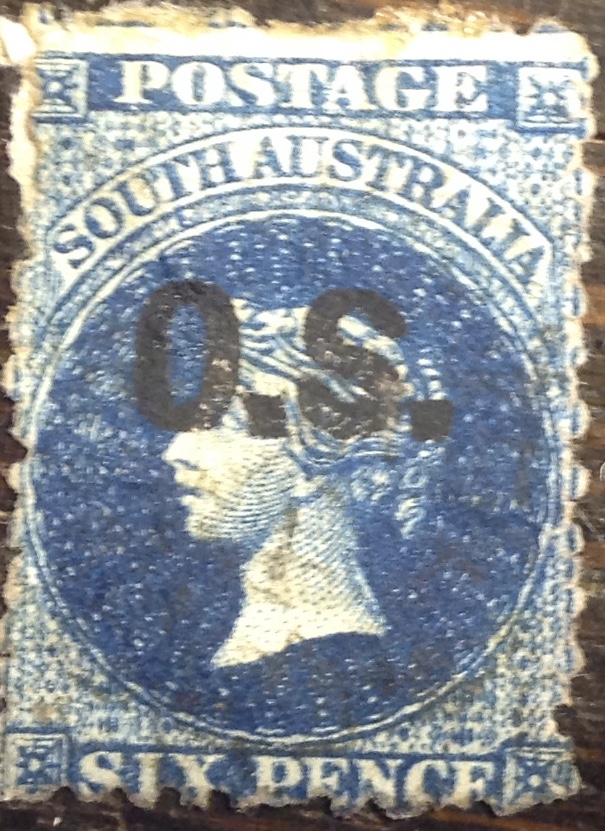 POSTAGE
SOUTH AUSTRALIA
O.S.
SIX PENCE